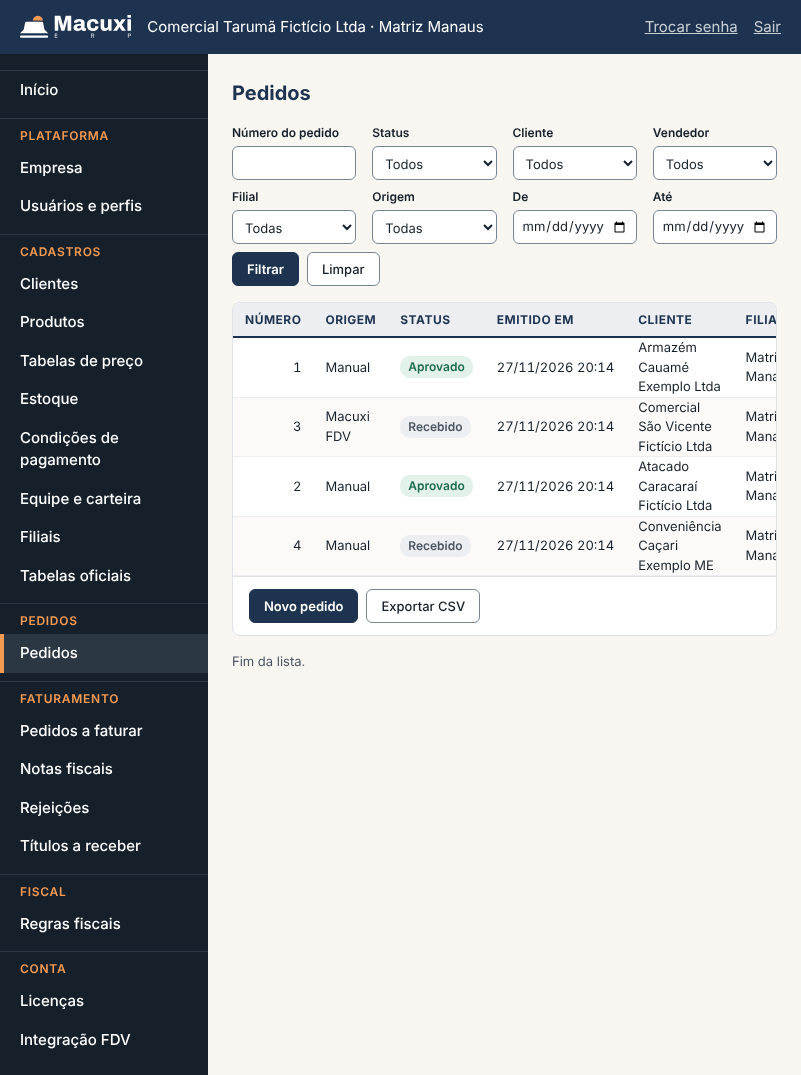 Macuxi
E R P
Comercial Tarumã Fictício Ltda · Matriz Manaus
Trocar senha
Sair
Início
PLATAFORMA
Empresa
Usuários e perfis
CADASTROS
Clientes
Produtos
Tabelas de preço
Estoque
Condições de
pagamento
Equipe e carteira
Filiais
Tabelas oficiais
PEDIDOS
Pedidos
FATURAMENTO
Pedidos a faturar
Notas fiscais
Rejeições
Títulos a receber
FISCAL
Regras fiscais
CONTA
Licenças
Integração FDV
Pedidos
Número do pedido Status Cliente Vendedor
Todos Todos Todos
Filial Origem De Até
Todas Todas mm/dd/yyyy mm/dd/yyyy
Filtrar Limpar
NÚMERO ORIGEM STATUS EMITIDO EM CLIENTE FILIA
1 Manual Aprovado 27/11/2026 20:14 Armazém
Cauamé
Exemplo Ltda
Matri
Mana
3 Macuxi
FDV
Recebido 27/11/2026 20:14 Comercial
São Vicente
Fictício Ltda
Matri
Mana
2 Manual Aprovado 27/11/2026 20:14 Atacado
Caracaraí
Fictício Ltda
Matri
Mana
4 Manual Recebido 27/11/2026 20:14 Conveniência
Caçari
Exemplo ME
Matri
Mana
Novo pedido Exportar CSV
Fim da lista.